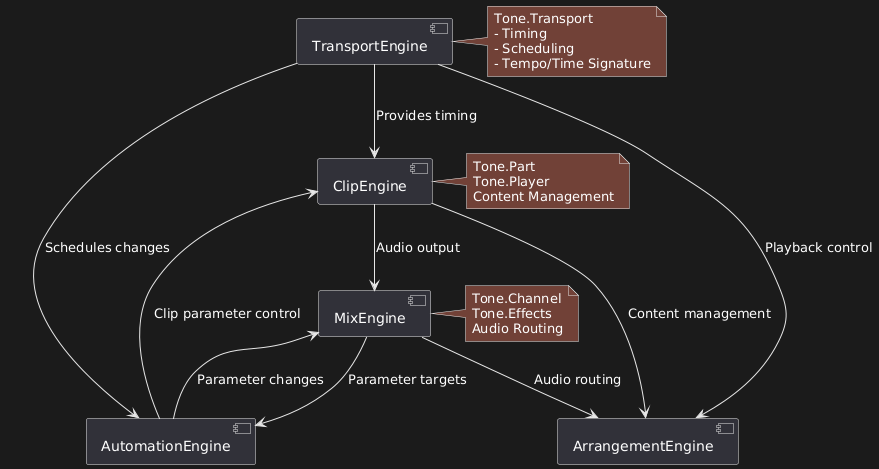 TransportEngine
Tone.Transport
- Timing
- Scheduling
- Tempo/Time Signature
Provides timing
ClipEngine
Tone.Part
Tone.Player
Content Management
Schedules changes
Audio output
Playback control
Clip parameter control
MixEngine
Tone.Channel
Tone.Effects
Audio Routing
Content management
Parameter changes
Parameter targets
Audio routing
AutomationEngine
ArrangementEngine